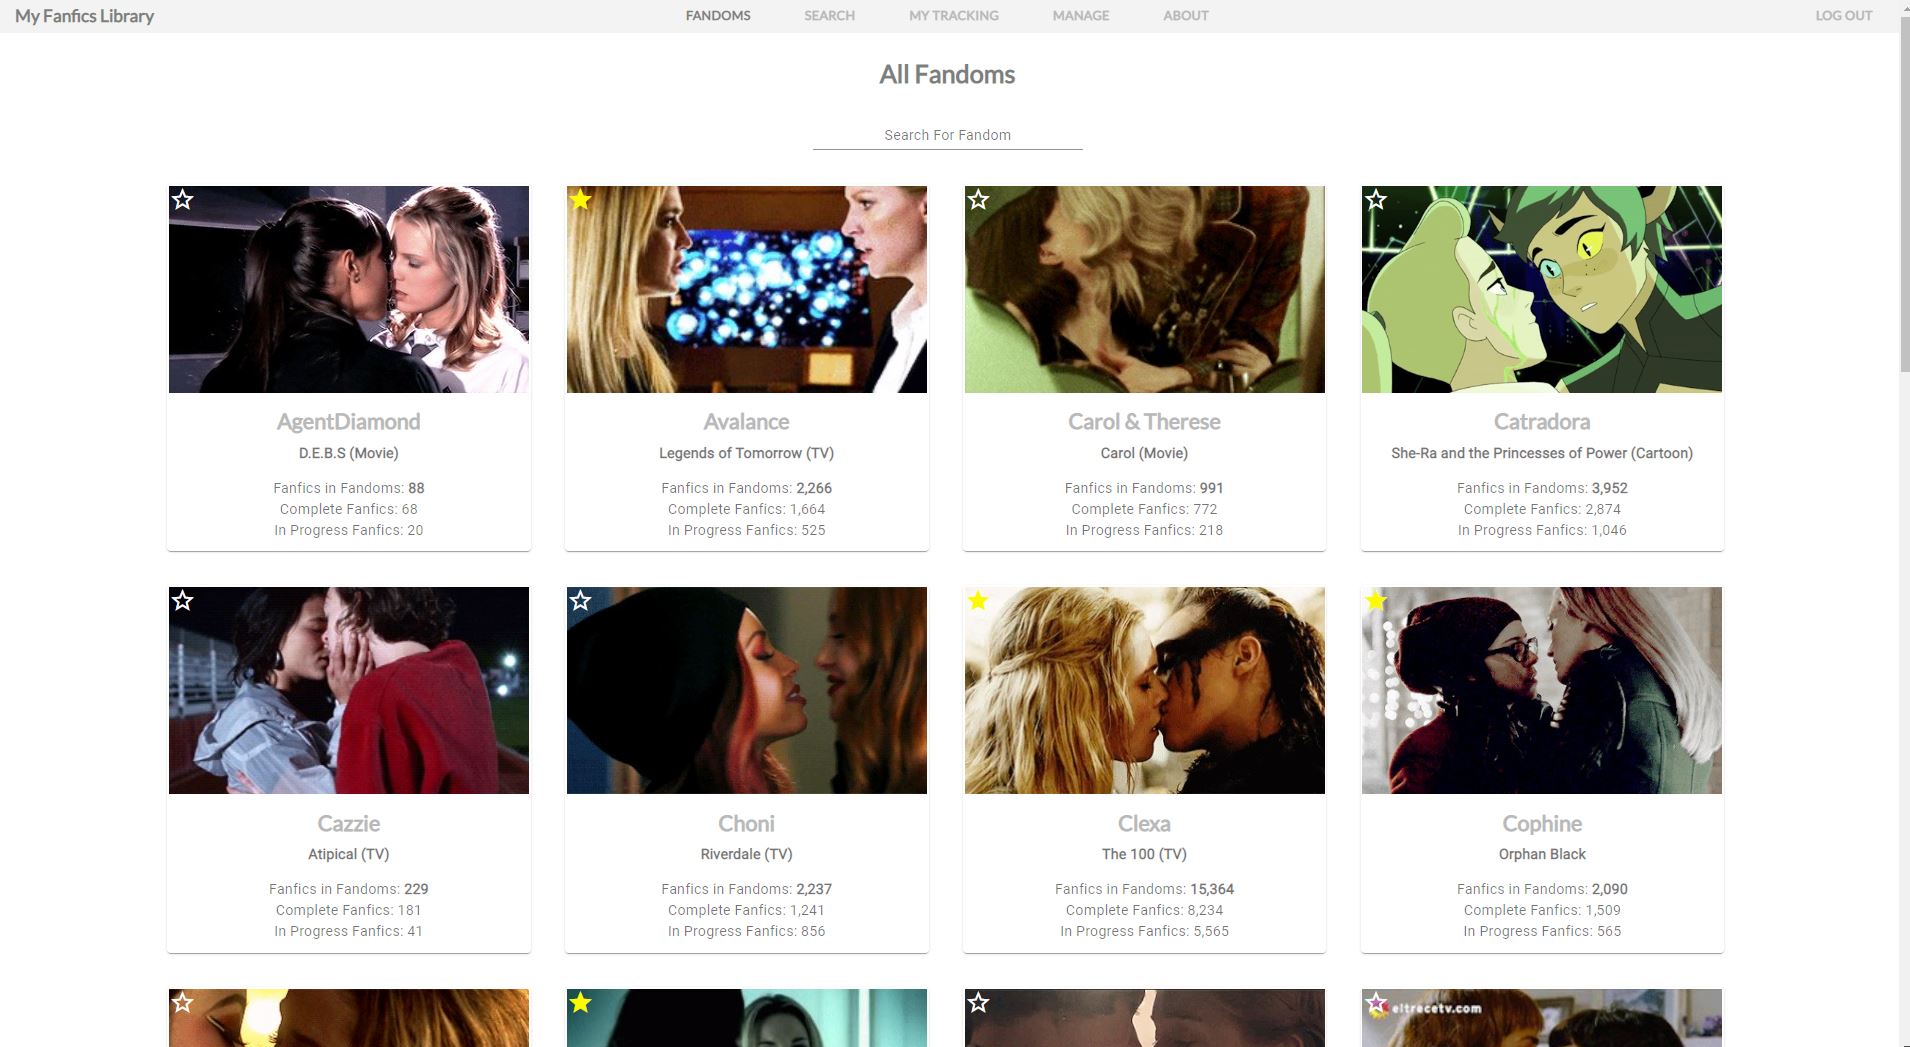 My Fanfics Library
FANDOMS
SEARCH
MY TRACKING
MANAGE
ABOUT
LOG OUT
All Fandoms
Search For Fandom
AgentDiamond
D.E.B.S (Movie)
Fanfics in Fandoms: 88
Complete Fanfics: 68
In Progress Fanfics: 20
Avalance
Legends of Tomorrow (TV)
Fanfics in Fandoms: 2,266
Complete Fanfics: 1,664
In Progress Fanfics: 525
Carol & Therese
Carol (Movie)
Fanfics in Fandoms: 991
Complete Fanfics: 772
In Progress Fanfics: 218
Catradora
She-Ra and the Princesses of Power (Cartoon)
Fanfics in Fandoms: 3,952
Complete Fanfics: 2,874
In Progress Fanfics: 1,046
Cazzie
Atipical (TV)
Fanfics in Fandoms: 229
Complete Fanfics: 181
In Progress Fanfics: 41
Choni
Riverdale (TV)
Fanfics in Fandoms: 2,237
Complete Fanfics: 1,241
In Progress Fanfics: 856
Clexa
The 100 (TV)
Fanfics in Fandoms: 15,364
Complete Fanfics: 8,234
In Progress Fanfics: 5,565
Cophine
Orphan Black
Fanfics in Fandoms: 2,090
Complete Fanfics: 1,509
In Progress Fanfics: 565
eltrecetv.com